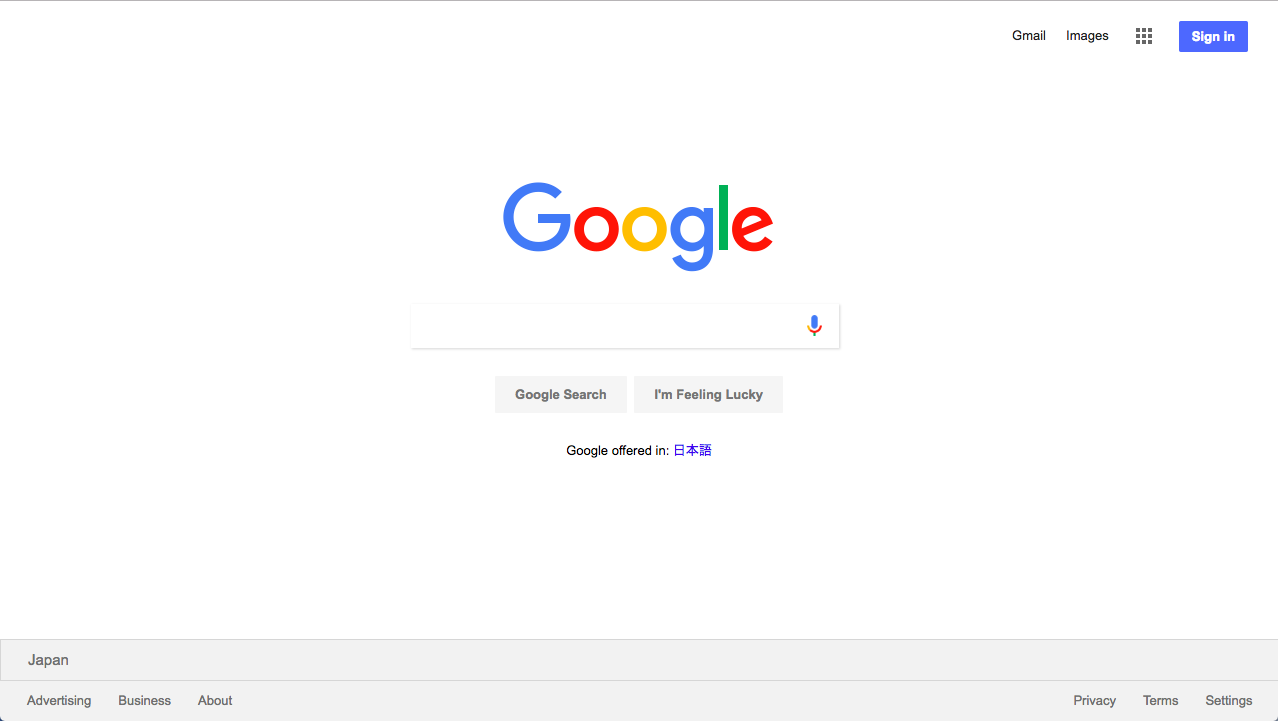 Gmail Images Sign in
Google
Google Search I'm Feeling Lucky
Google offered in: 日本語
Japan
Advertising Business About Privacy Terms Settings